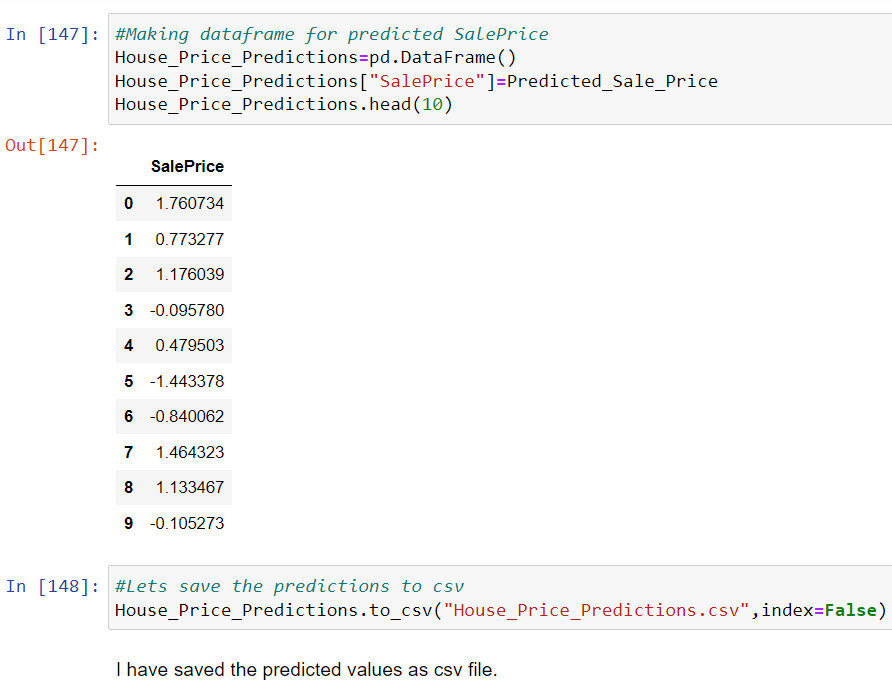 In [147]: #Making dataframe for predicted SalePrice
House_Price_Predictions=pd.DataFrame()
House_Price_Predictions["SalePrice"]=Predicted_Sale_Price
House_Price_Predictions.head(10)
Out[147]:
SalePrice
0 1.760734
1 0.773277
2 1.176039
3 -0.095780
4 0.479503
5 -1.443378
6 -0.840062
7 1.464323
8 1.133467
9 -0.105273
In [148]: #Lets save the predictions to csv
House_Price_Predictions.to_csv("House_Price_Predictions.csv",index=False)
I have saved the predicted values as csv file.